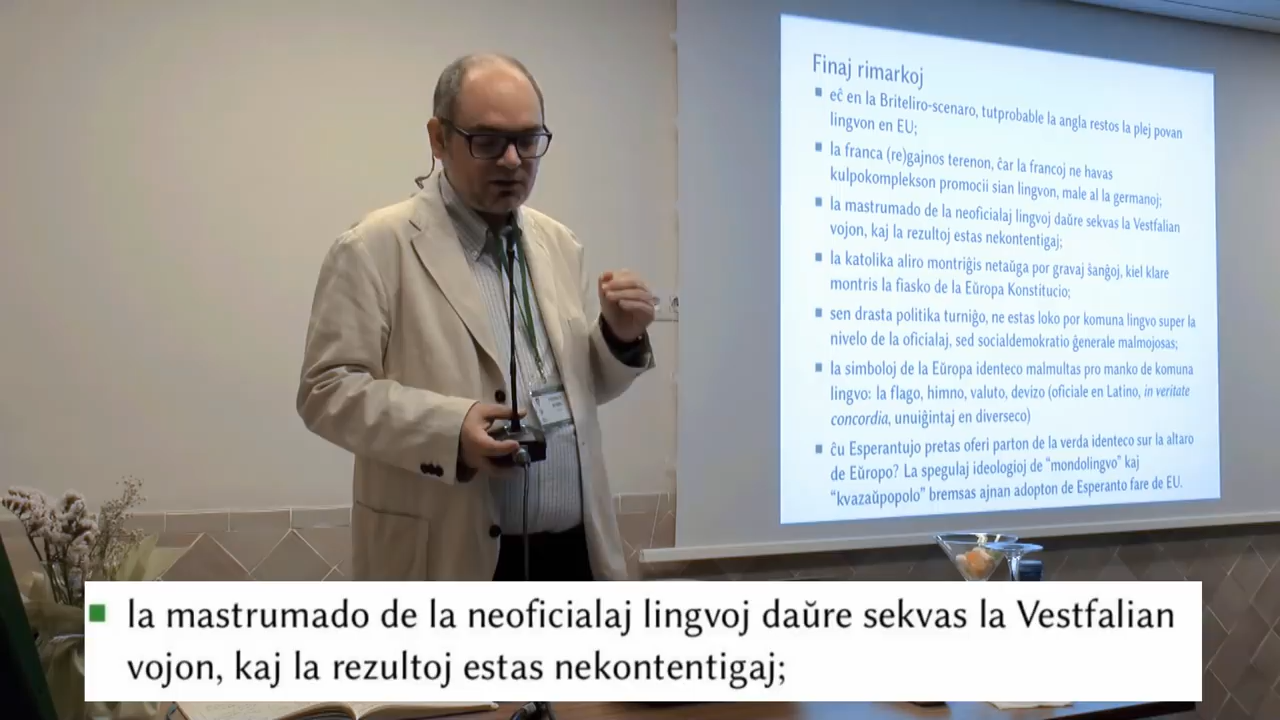 Finaj rimarkoj
eĉ en la Briteliro-scenaro, tutprobable la angla restos la plej povan
lingvon en EU;
la franca (re)gajnos terenon, ĉar la francoj ne havas
kulpokomplekson promocii sian lingvon, male al la germanoj;
la mastrumado de la neoficialaj lingvoj daŭre sekvas la Vestfalian
vojon, kaj la rezultoj estas nekontentigaj;
la katolika aliro montriĝis netaŭga por gravaj ŝanĝoj, kiel klare
montris la fiasko de la Eŭropa Konstitucio;
sen drasta politika turniĝo, ne estas loko por komuna lingvo super la
nivelo de la oficialaj, sed socialdemokratio ĝenerale malmojosas;
la simboloj de la Eŭropa identeco malmultas pro manko de komuna
lingvo: la flago, himno, valuto, devizo (oficiale en Latino, in veritate
concordia, unuiĝintaj en diverseco)
ĉu Esperantujo pretas oferi parton de la verda identeco sur la altaro
de Eŭropo? La spegulaj ideologioj de “mondolingvo” kaj
“kvazaŭpopolo” bremsas ajnan adopton de Esperanto fare de EU.
la mastrumado de la neoficialaj lingvoj daŭre sekvas la Vestfalian
vojon, kaj la rezultoj estas nekontentigaj;